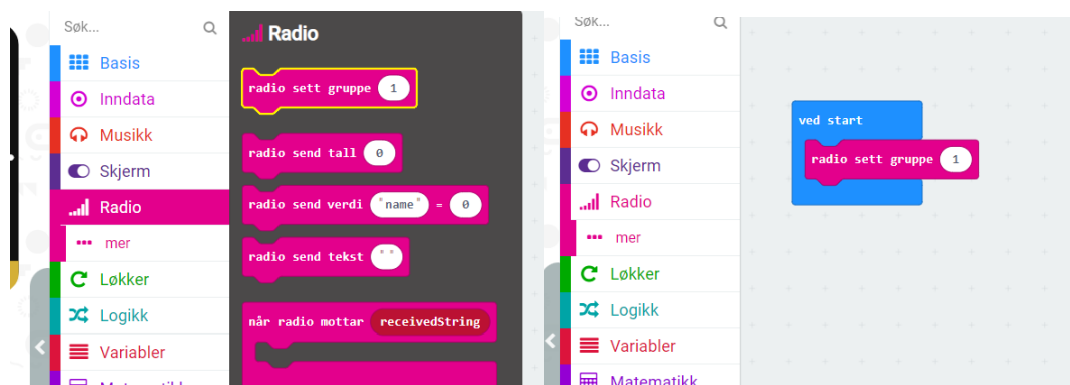 Søk...
Basis
Inndata
Musikk
Skjerm
Radio
mer
Løkker
Logikk
Variabler
Matematikk
Radio
radio sett gruppe 1
radio send tall 0
radio send verdi "name" = 0
radio send tekst " "
når radio mottar receivedString
Søk...
Basis
Inndata
Musikk
Skjerm
Radio
mer
Løkker
Logikk
Variabler
Matematikk
ved start
radio sett gruppe 1